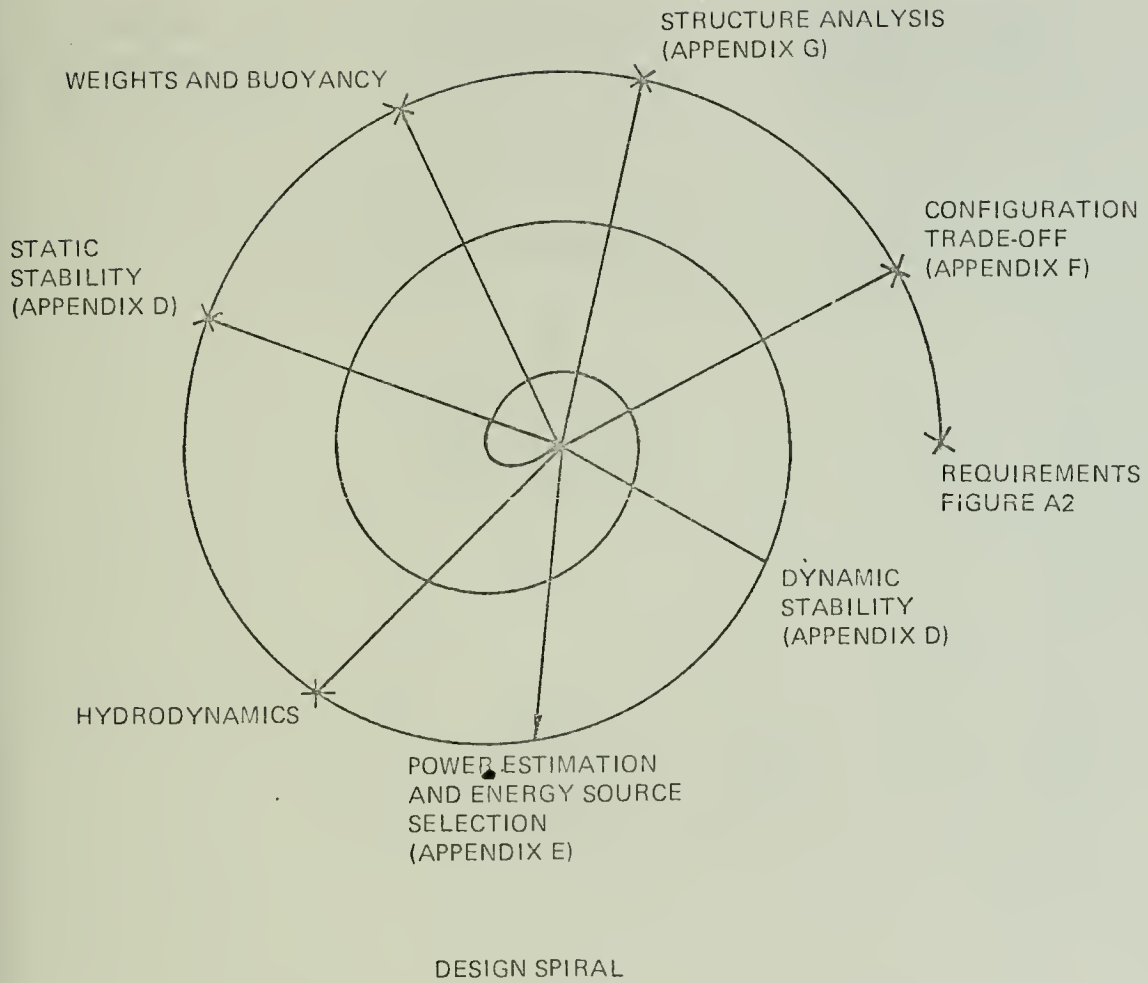 STRUCTURE ANALYSIS
(APPENDIX G)
WEIGHTS AND BUOYANCY
CONFIGURATION
TRADE-OFF
(APPENDIX F)
STATIC
STABILITY
(APPENDIX D)
REQUIREMENTS
FIGURE A2
DYNAMIC
STABILITY
(APPENDIX D)
HYDRODYNAMICS
POWER ESTIMATION
AND ENERGY SOURCE
SELECTION
(APPENDIX E)
DESIGN SPIRAL